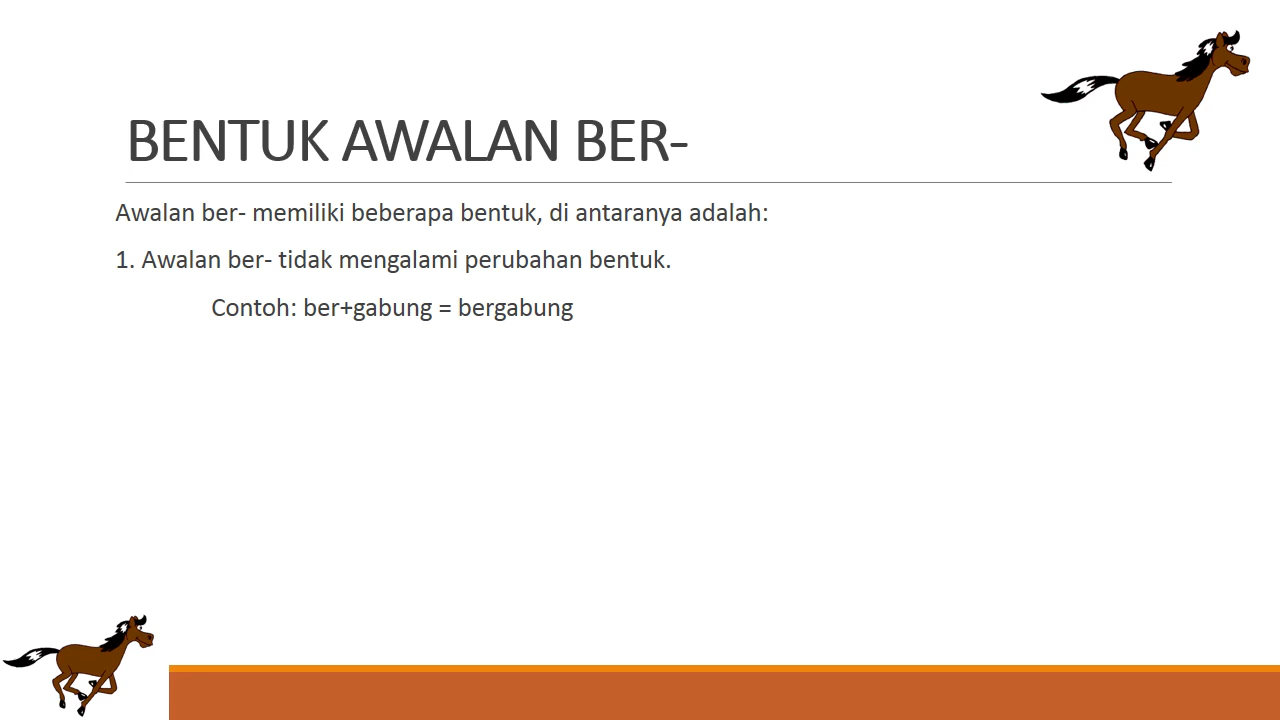 BENTUK AWALAN BER-
Awalan ber- memiliki beberapa bentuk, di antaranya adalah:
1. Awalan ber- tidak mengalami perubahan bentuk.
Contoh: ber+gabung = bergabung